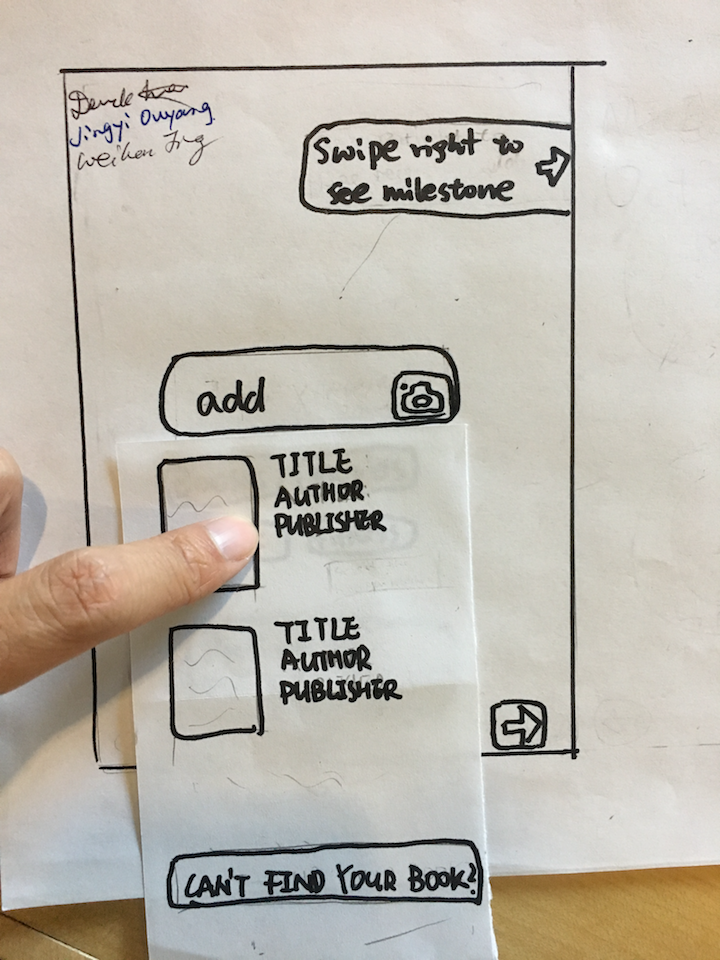 Jingyi Ouyang
Swipe right to
see milestone
add
TITLE
AUTHOR
PUBLISHER
TITLE
AUTHOR
PUBLISHER
CAN'T FIND YOUR BOOK?